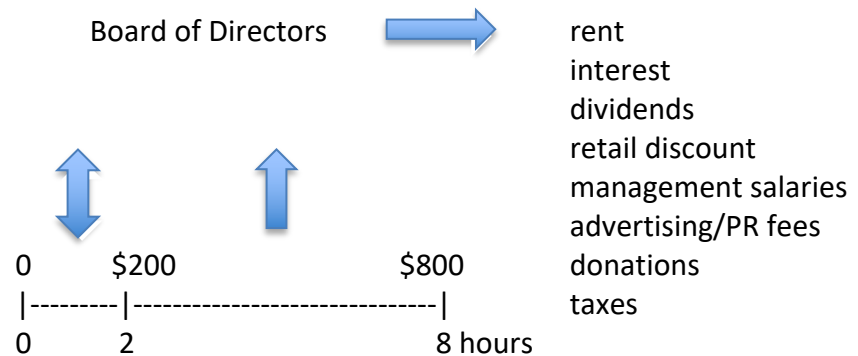 Board of Directors
rent
interest
dividends
retail discount
management salaries
advertising/PR fees
donations
taxes
0 $200 $800
|---------|-------------------------------|
0 2 8 hours